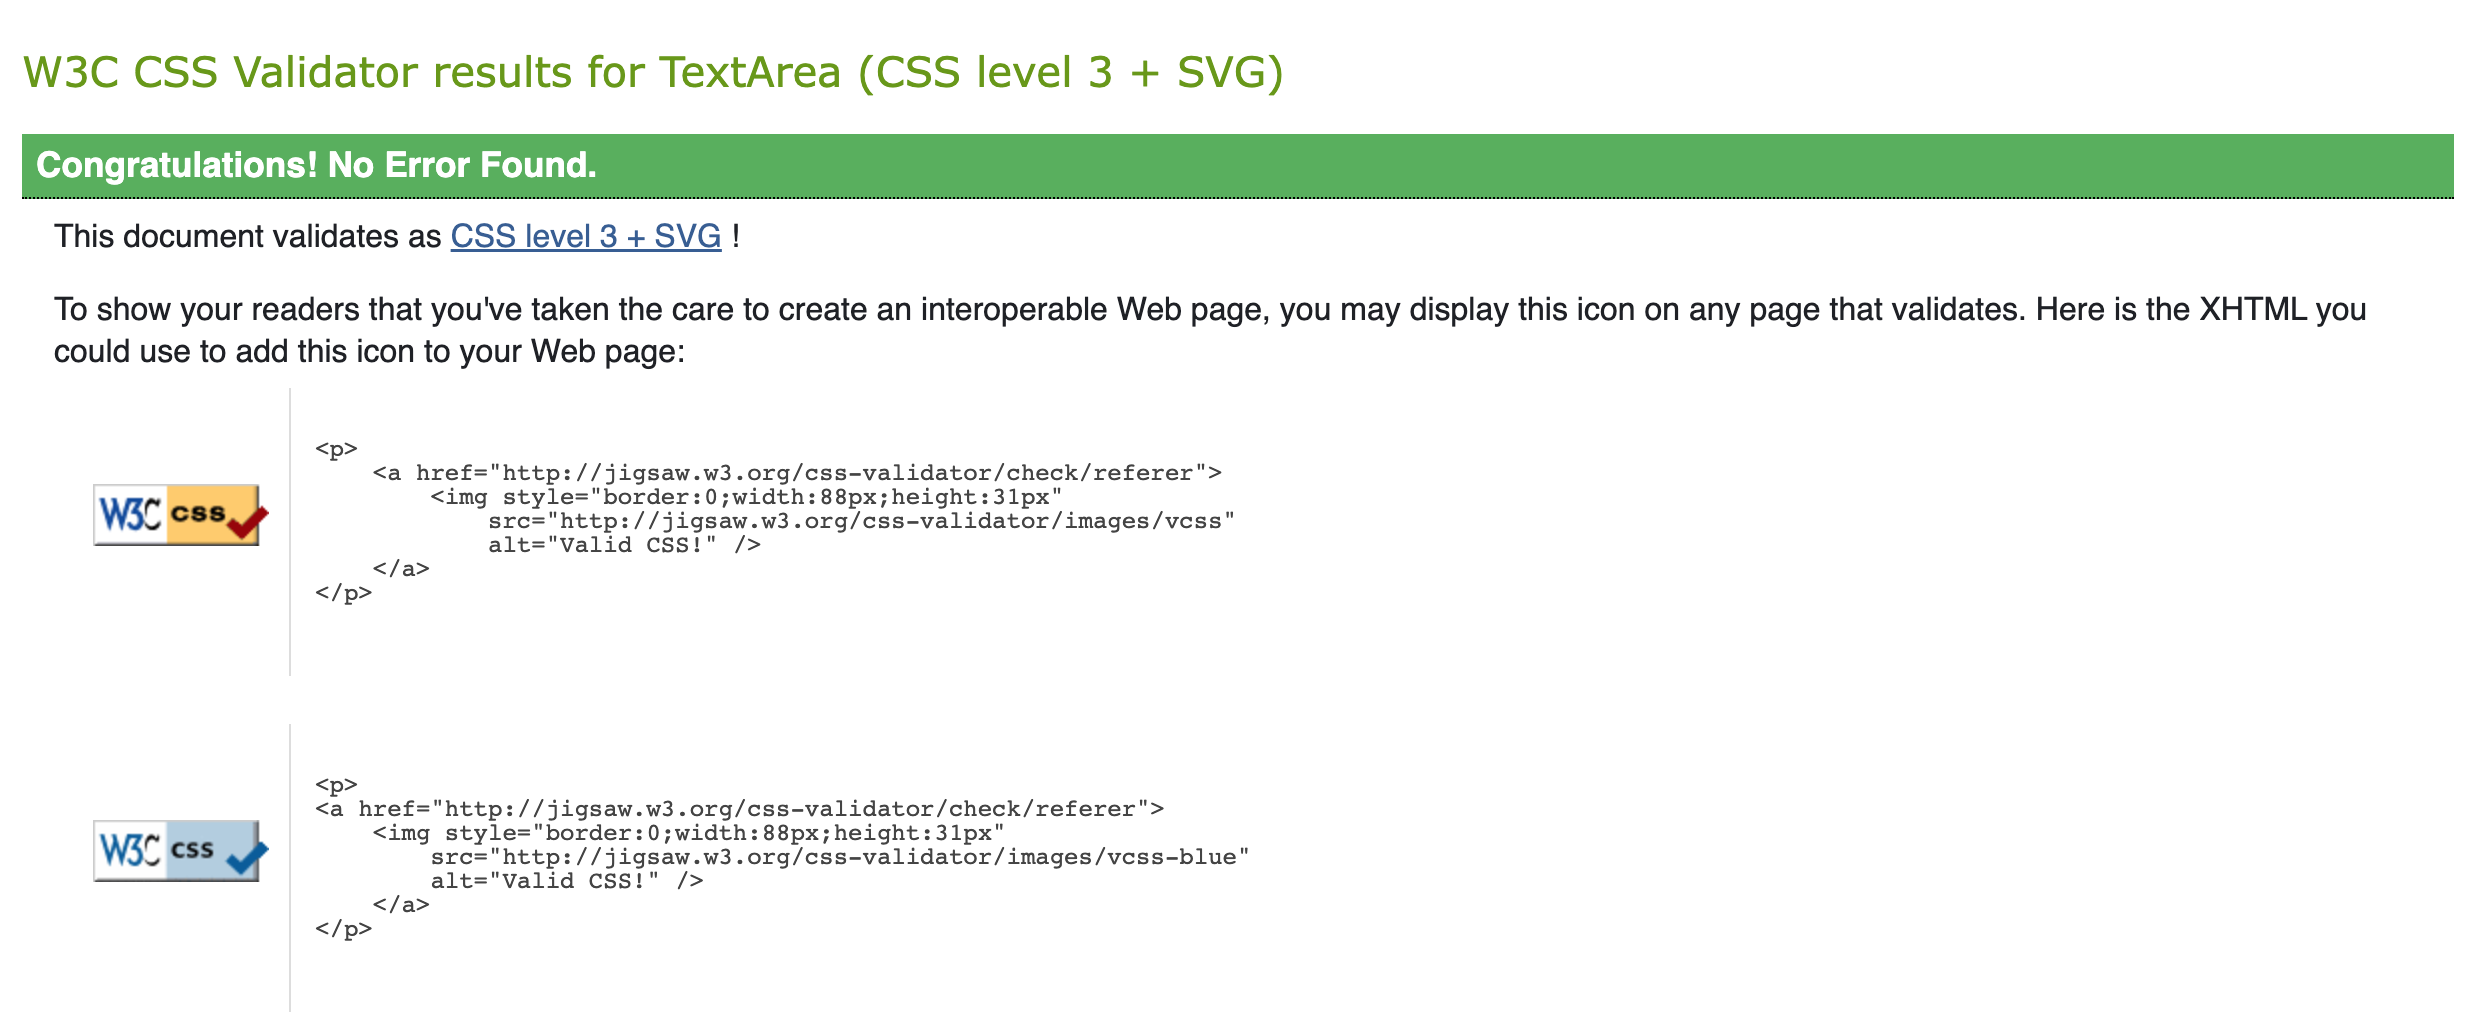 W3C CSS Validator results for TextArea (CSS level 3 + SVG)
Congratulations! No Error Found.
This document validates as CSS level 3 + SVG !
To show your readers that you've taken the care to create an interoperable Web page, you may display this icon on any page that validates. Here is the XHTML you
could use to add this icon to your Web page:
W3C css
<p>
    <a href="http://jigsaw.w3.org/css-validator/check/referer">
        <img style="border:0;width:88px;height:31px"
            src="http://jigsaw.w3.org/css-validator/images/vcss"
            alt="Valid CSS!" />
    </a>
</p>
W3C css
<p>
<a href="http://jigsaw.w3.org/css-validator/check/referer">
    <img style="border:0;width:88px;height:31px"
        src="http://jigsaw.w3.org/css-validator/images/vcss-blue"
        alt="Valid CSS!" />
    </a>
</p>